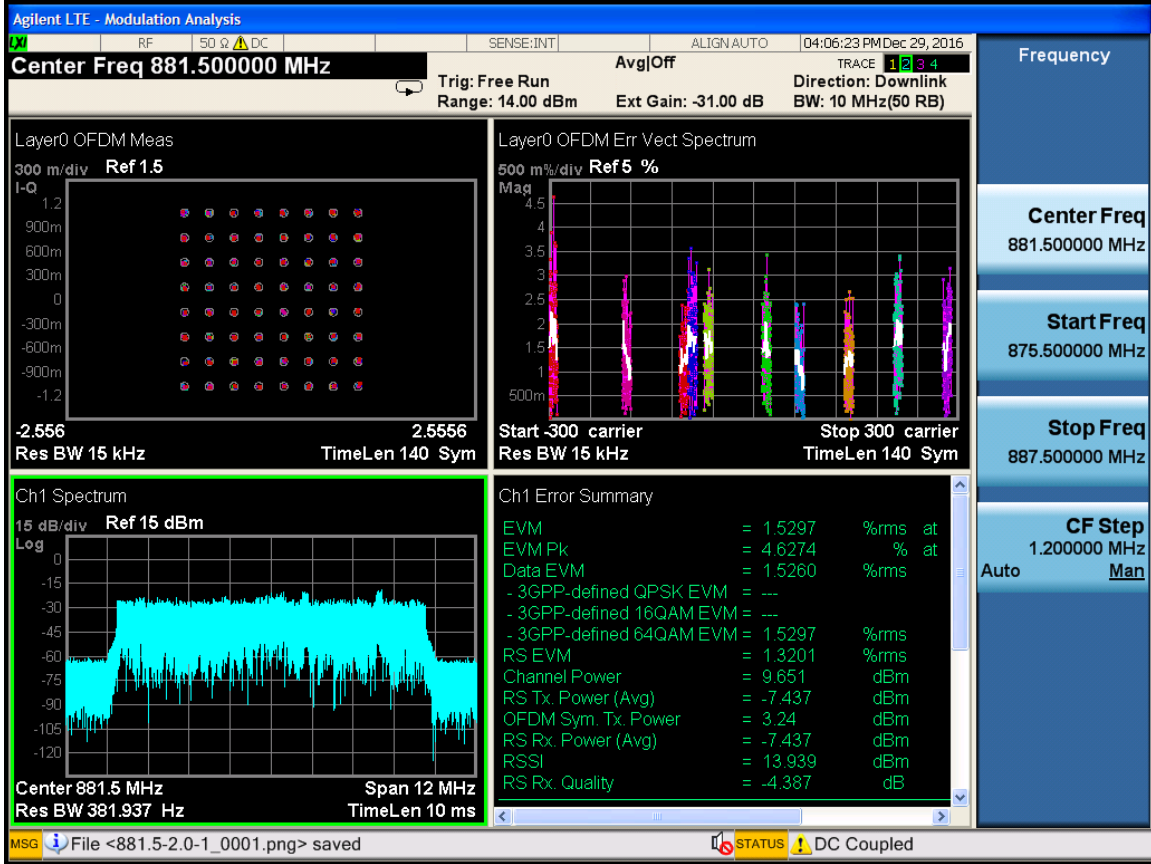 Agilent LTE - Modulation Analysis
LXI RF 50 Ω DC SENSE:INT ALIGN AUTO 04:06:23 PM Dec 29, 2016
Center Freq 881.500000 MHz
Avg|Off
TRACE 1 2 3 4
Trig: Free Run
Direction: Downlink
Range: 14.00 dBm Ext Gain: -31.00 dB BW: 10 MHz(50 RB)
Layer0 OFDM Meas
300 m/div Ref 1.5
I-Q
1.2
900m
600m
300m
0
-300m
-600m
-900m
-1.2
-2.556 2.5556
Res BW 15 kHz TimeLen 140 Sym
Layer0 OFDM Err Vect Spectrum
500 m%/div Ref 5 %
Mag
4.5
4
3.5
3
2.5
2
1.5
1
500m
Start -300 carrier Stop 300 carrier
Res BW 15 kHz TimeLen 140 Sym
Ch1 Spectrum
15 dB/div Ref 15 dBm
Log
0
-15
-30
-45
-60
-75
-90
-105
-120
Center 881.5 MHz Span 12 MHz
Res BW 381.937 Hz TimeLen 10 ms
Ch1 Error Summary
EVM = 1.5297 %rms at
EVM Pk = 4.6274 % at
Data EVM = 1.5260 %rms
- 3GPP-defined QPSK EVM = ---
- 3GPP-defined 16QAM EVM = ---
- 3GPP-defined 64QAM EVM = 1.5297 %rms
RS EVM = 1.3201 %rms
Channel Power = 9.651 dBm
RS Tx. Power (Avg) = -7.437 dBm
OFDM Sym. Tx. Power = 3.24 dBm
RS Rx. Power (Avg) = -7.437 dBm
RSSI = 13.939 dBm
RS Rx. Quality = -4.387 dB
Frequency
Center Freq
881.500000 MHz
Start Freq
875.500000 MHz
Stop Freq
887.500000 MHz
CF Step
1.200000 MHz
Auto Man
MSG File <881.5-2.0-1_0001.png> saved STATUS DC Coupled